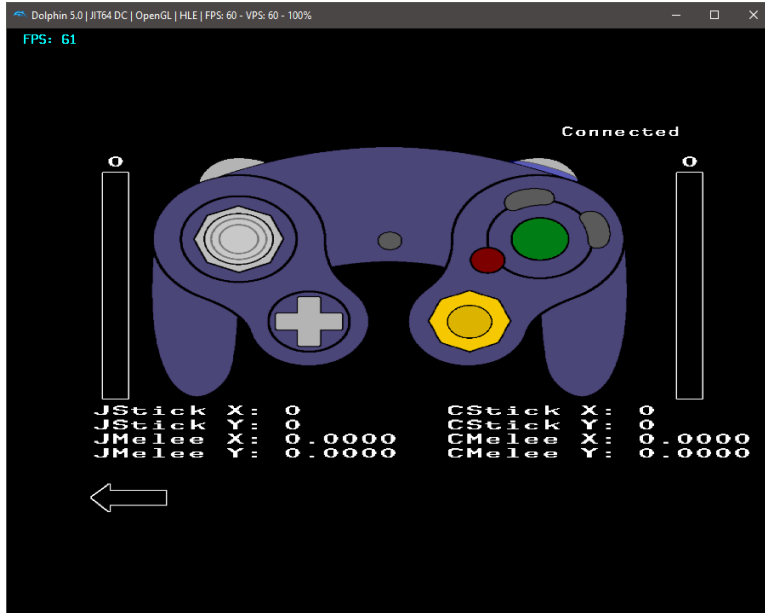 Dolphin 5.0 | JIT64 DC | OpenGL | HLE | FPS: 60 - VPS: 60 - 100%
FPS: 61
Connected
0 0
JStick X: 0 CStick X: 0
JStick Y: 0 CStick Y: 0
JMelee X: 0.0000 CMelee X: 0.0000
JMelee Y: 0.0000 CMelee Y: 0.0000